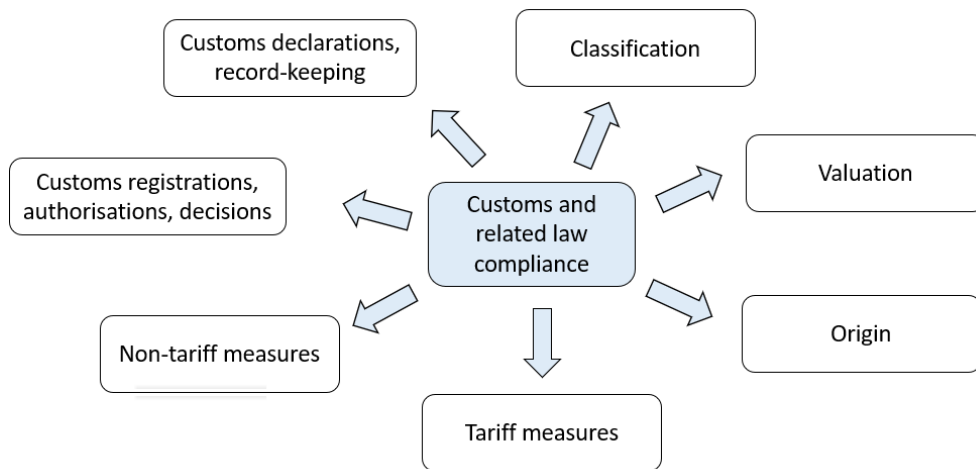 Customs declarations,
record-keeping
Classification
Customs registrations,
authorisations, decisions
Valuation
Customs and
related law
compliance
Non-tariff measures
Origin
Tariff measures